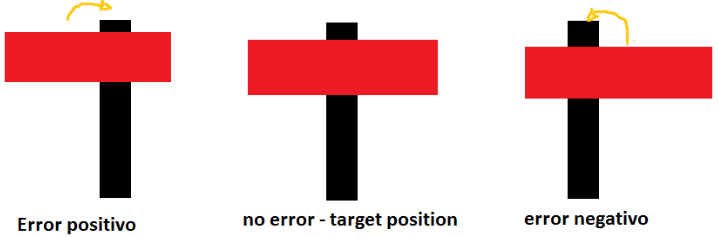 Error positivo
no error - target position
error negativo